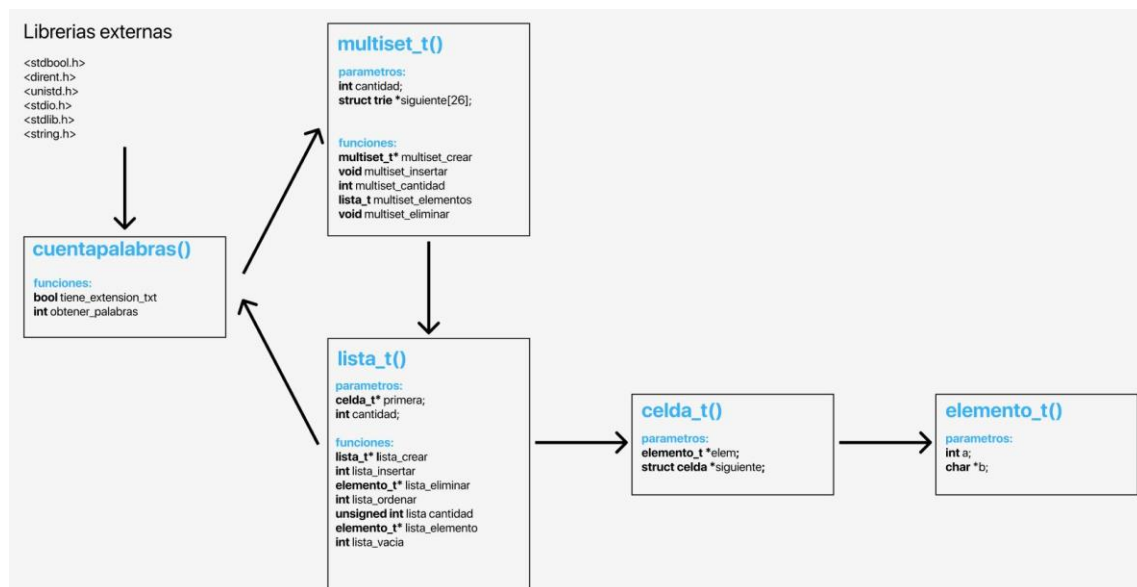 Librerias externas
<stdbool.h>
<dirent.h>
<unistd.h>
<stdio.h>
<stdlib.h>
<string.h>
cuentapalabras()
funciones:
bool tiene_extension_txt
int obtener_palabras
multiset_t()
parametros:
int cantidad;
struct trie *siguiente[26];
funciones:
multiset_t* multiset_crear
void multiset_insertar
int multiset_cantidad
lista_t multiset_elementos
void multiset_eliminar
lista_t()
parametros:
celda_t* primera;
int cantidad;
funciones:
lista_t* lista_crear
int lista_insertar
elemento_t* lista_eliminar
int lista_ordenar
unsigned int lista cantidad
elemento_t* lista_elemento
int lista_vacia
celda_t()
parametros:
elemento_t *elem;
struct celda *siguiente;
elemento_t()
parametros:
int a;
char *b;